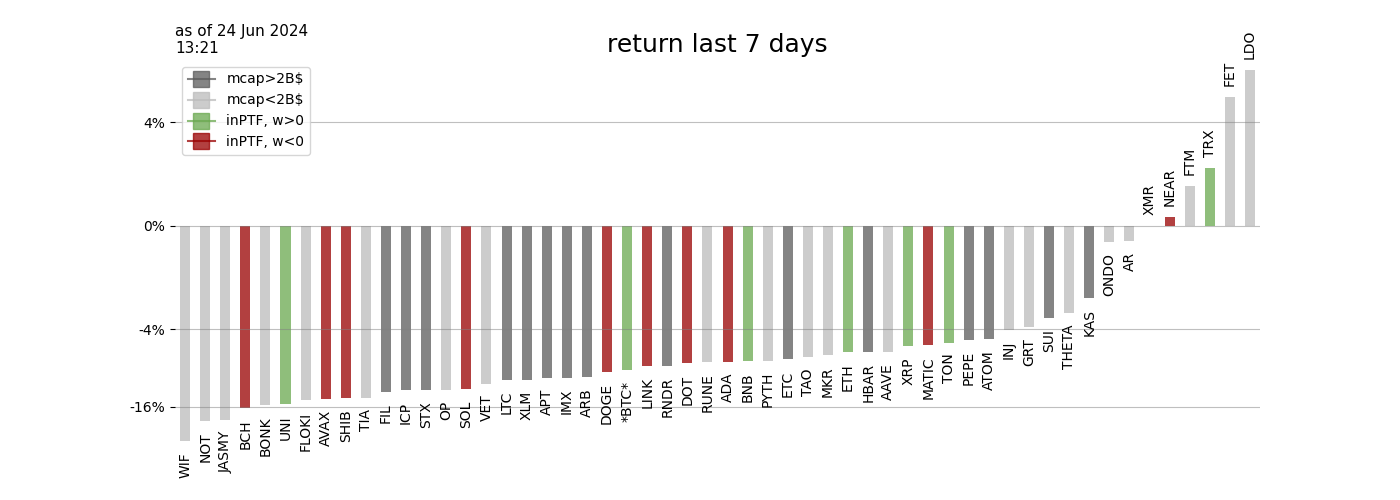 as of 24 Jun 2024
13:21
return last 7 days
mcap>2B$
mcap<2B$
inPTF, w>0
inPTF, w<0
4%
0%
-4%
-16%
WIF
NOT
JASMY
BCH
BONK
UNI
FLOKI
AVAX
SHIB
TIA
FIL
ICP
STX
OP
SOL
VET
LTC
XLM
APT
IMX
ARB
DOGE
*BTC*
LINK
RNDR
DOT
RUNE
ADA
BNB
PYTH
ETC
TAO
MKR
ETH
HBAR
AAVE
XRP
MATIC
TON
PEPE
ATOM
INJ
GRT
SUI
THETA
KAS
ONDO
AR
XMR
NEAR
FTM
TRX
FET
LDO